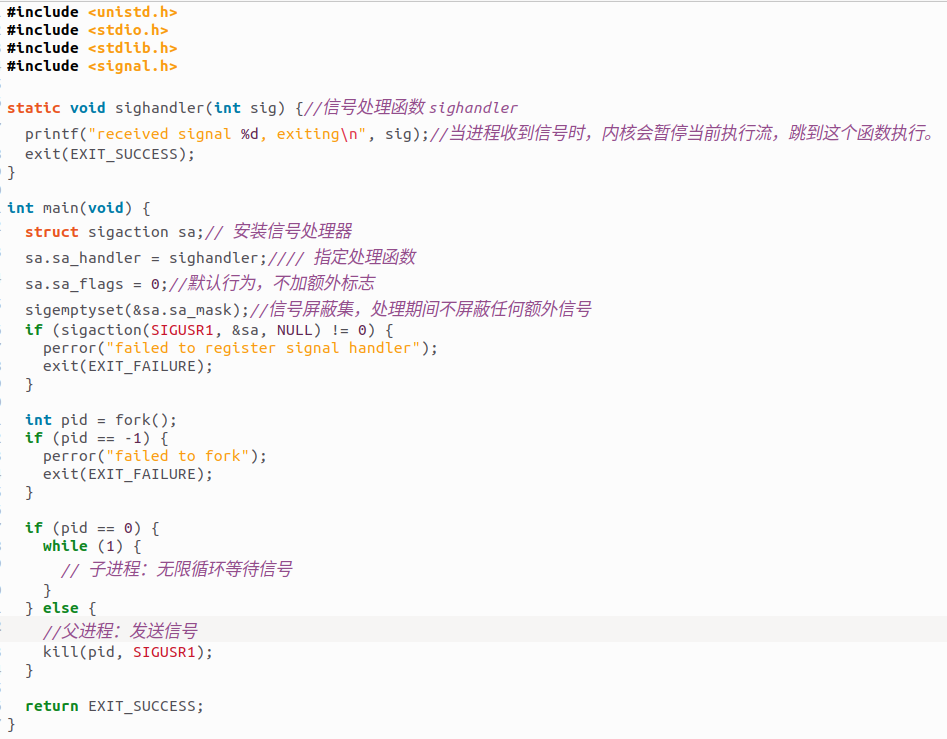 #include <unistd.h>
#include <stdio.h>
#include <stdlib.h>
#include <signal.h>
static void sighandler(int sig) {//信号处理函数 sighandler
  printf("received signal %d, exiting\n", sig);//当进程收到信号时，内核会暂停当前执行流，跳到这个函数执行。
  exit(EXIT_SUCCESS);
}
int main(void) {
  struct sigaction sa;// 安装信号处理器
  sa.sa_handler = sighandler;//// 指定处理函数
  sa.sa_flags = 0;//默认行为，不加额外标志
  sigemptyset(&sa.sa_mask);//信号屏蔽集，处理期间不屏蔽任何额外信号
  if (sigaction(SIGUSR1, &sa, NULL) != 0) {
    perror("failed to register signal handler");
    exit(EXIT_FAILURE);
  }
  int pid = fork();
  if (pid == -1) {
    perror("failed to fork");
    exit(EXIT_FAILURE);
  }
  if (pid == 0) {
    while (1) {
      // 子进程：无限循环等待信号
    }
  } else {
    //父进程：发送信号
    kill(pid, SIGUSR1);
  }
  return EXIT_SUCCESS;
}